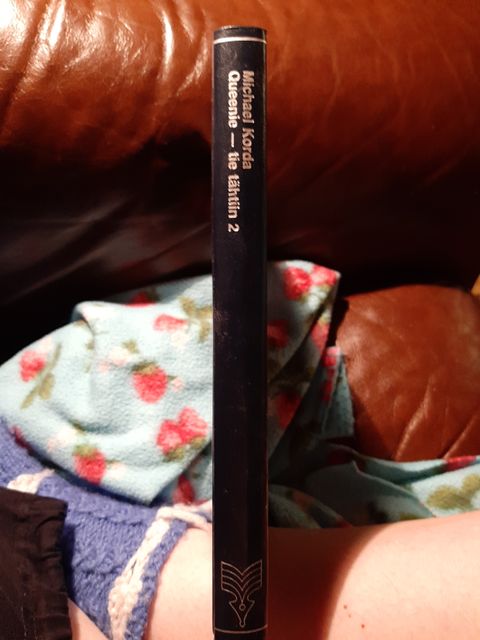 Michael Korda
Queenie — tie tähtiin 2